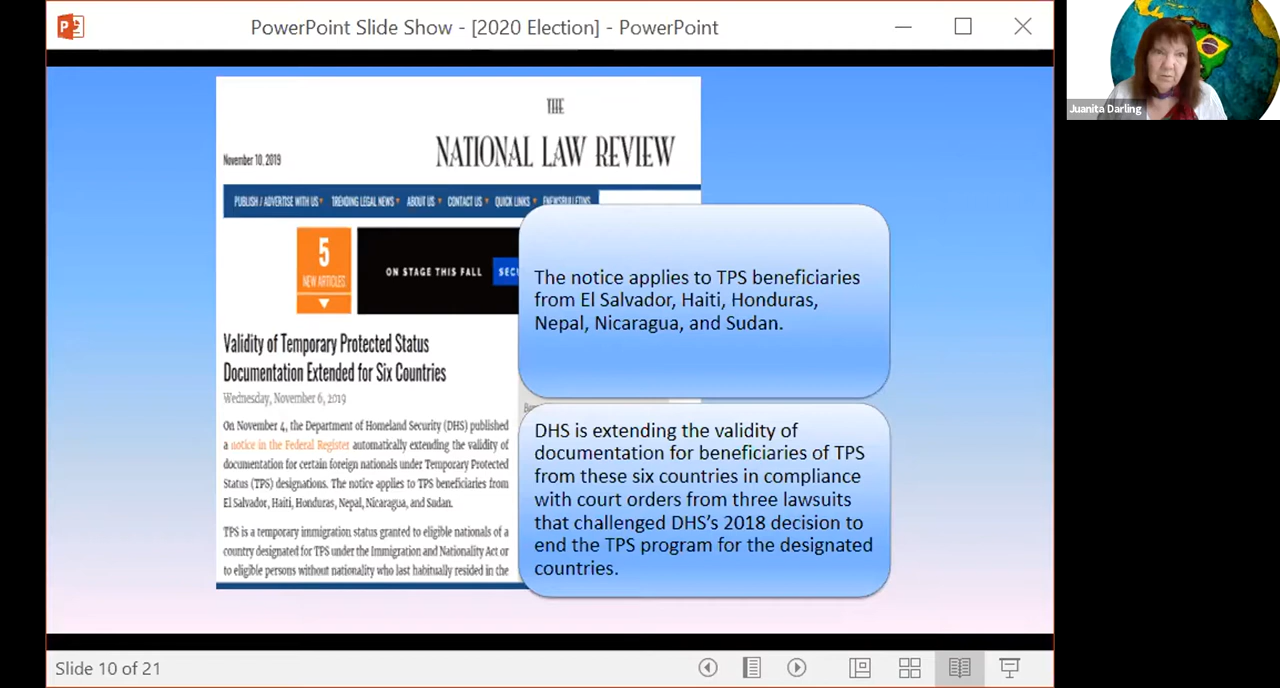 PowerPoint Slide Show - [2020 Election] - PowerPoint
Juanita Darling
THE
NATIONAL LAW REVIEW
November 10, 2019
PUBLISH / ADVERTISE WITH US TRENDING LEGAL NEWS ABOUT US CONTACT US QUICK LINKS ENEWSBULLETINS
5
NEW ARTICLES
ON STAGE THIS FALL
Validity of Temporary Protected Status
Documentation Extended for Six Countries
Wednesday, November 6, 2019
On November 4, the Department of Homeland Security (DHS) published
a notice in the Federal Register automatically extending the validity of
documentation for certain foreign nationals under Temporary Protected
Status (TPS) designations. The notice applies to TPS beneficiaries from
El Salvador, Haiti, Honduras, Nepal, Nicaragua, and Sudan.
TPS is a temporary immigration status granted to eligible nationals of a
country designated for TPS under the Immigration and Nationality Act or
to eligible persons without nationality who last habitually resided in the
The notice applies to TPS beneficiaries
from El Salvador, Haiti, Honduras,
Nepal, Nicaragua, and Sudan.
DHS is extending the validity of
documentation for beneficiaries of TPS
from these six countries in compliance
with court orders from three lawsuits
that challenged DHS’s 2018 decision to
end the TPS program for the designated
countries.
Slide 10 of 21